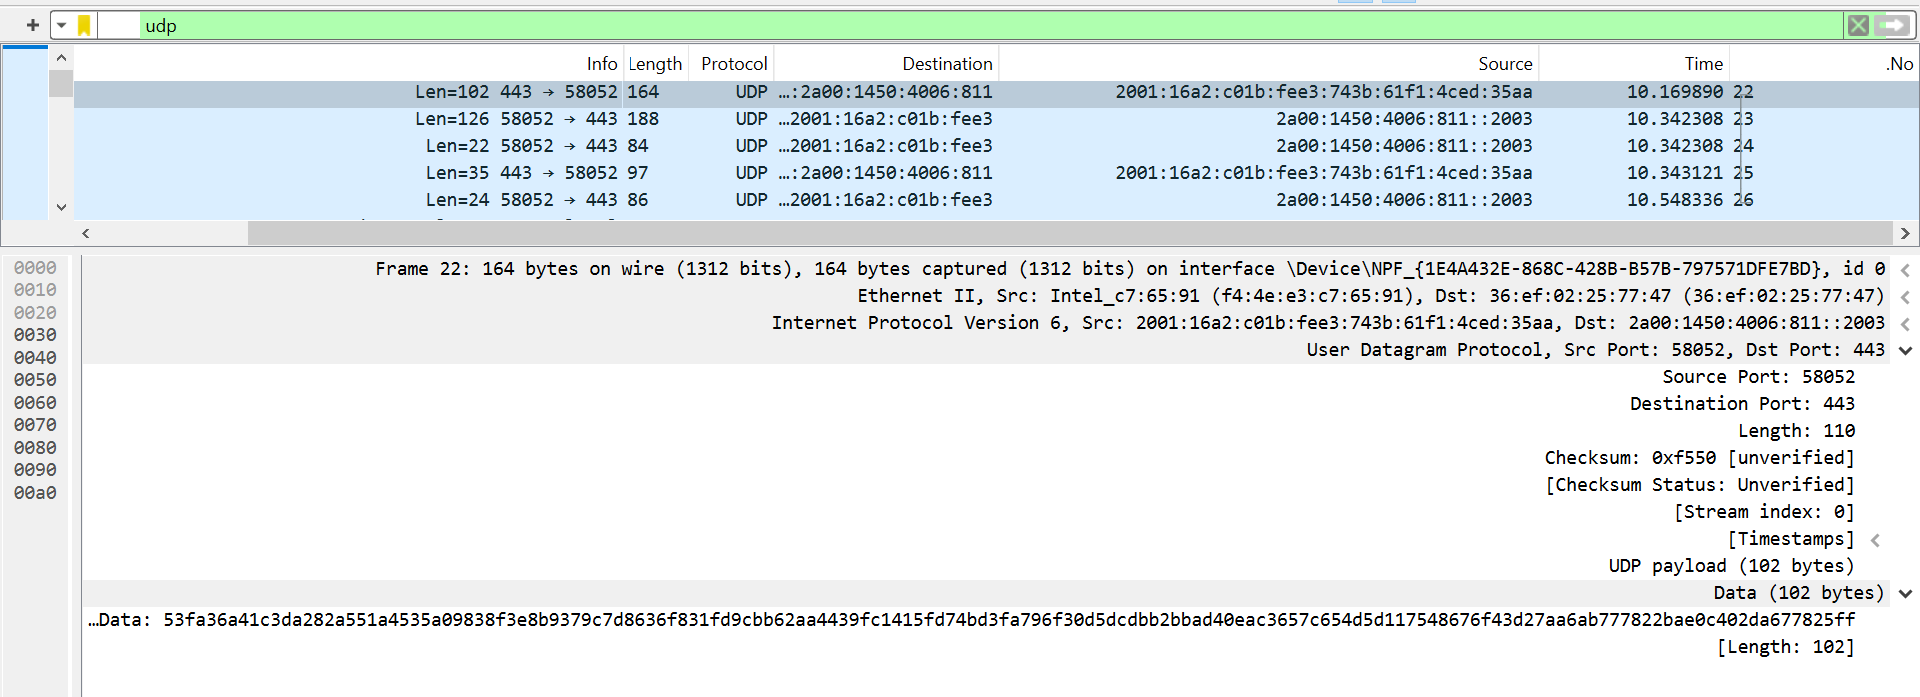 udp
Info Length Protocol Destination Source Time .No
Len=102 443 → 58052 164 UDP …:2a00:1450:4006:811 2001:16a2:c01b:fee3:743b:61f1:4ced:35aa 10.169890 22
Len=126 58052 → 443 188 UDP …2001:16a2:c01b:fee3 2a00:1450:4006:811::2003 10.342308 23
Len=22 58052 → 443 84 UDP …2001:16a2:c01b:fee3 2a00:1450:4006:811::2003 10.342308 24
Len=35 443 → 58052 97 UDP …:2a00:1450:4006:811 2001:16a2:c01b:fee3:743b:61f1:4ced:35aa 10.343121 25
Len=24 58052 → 443 86 UDP …2001:16a2:c01b:fee3 2a00:1450:4006:811::2003 10.548336 26
0000
0010
0020
0030
0040
0050
0060
0070
0080
0090
00a0
Frame 22: 164 bytes on wire (1312 bits), 164 bytes captured (1312 bits) on interface \Device\NPF_{1E4A432E-868C-428B-B57B-797571DFE7BD}, id 0
Ethernet II, Src: Intel_c7:65:91 (f4:4e:e3:c7:65:91), Dst: 36:ef:02:25:77:47 (36:ef:02:25:77:47)
Internet Protocol Version 6, Src: 2001:16a2:c01b:fee3:743b:61f1:4ced:35aa, Dst: 2a00:1450:4006:811::2003
User Datagram Protocol, Src Port: 58052, Dst Port: 443
Source Port: 58052
Destination Port: 443
Length: 110
Checksum: 0xf550 [unverified]
[Checksum Status: Unverified]
[Stream index: 0]
[Timestamps]
UDP payload (102 bytes)
Data (102 bytes)
…Data: 53fa36a41c3da282a551a4535a09838f3e8b9379c7d8636f831fd9cbb62aa4439fc1415fd74bd3fa796f30d5dcdbb2bbad40eac3657c654d5d117548676f43d27aa6ab777822bae0c402da677825ff
[Length: 102]